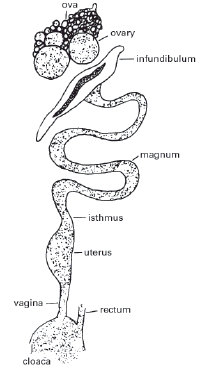 ova
ovary
infundibulum
magnum
isthmus
uterus
vagina
rectum
cloaca